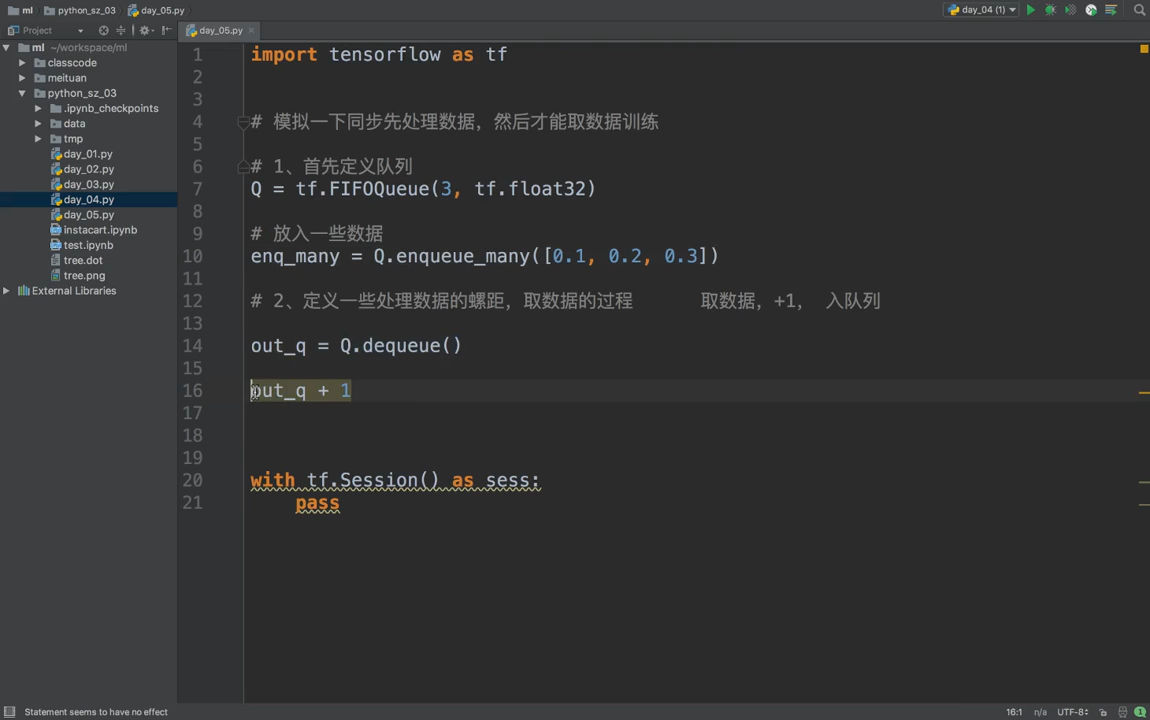 ml python_sz_03 day_05.py day_04 (1)
Project day_05.py
ml ~/workspace/ml
classcode
meituan
python_sz_03
.ipynb_checkpoints
data
tmp
day_01.py
day_02.py
day_03.py
day_04.py
day_05.py
instacart.ipynb
test.ipynb
tree.dot
tree.png
External Libraries
1 import tensorflow as tf
2
3
4 # 模拟一下同步先处理数据，然后才能取数据训练
5
6 # 1、首先定义队列
7 Q = tf.FIFOQueue(3, tf.float32)
8
9 # 放入一些数据
10 enq_many = Q.enqueue_many([0.1, 0.2, 0.3])
11
12 # 2、定义一些处理数据的螺距，取数据的过程 取数据，+1， 入队列
13
14 out_q = Q.dequeue()
15
16 out_q + 1
17
18
19
20 with tf.Session() as sess:
21 pass
Statement seems to have no effect 16:1 n/a UTF-8 1